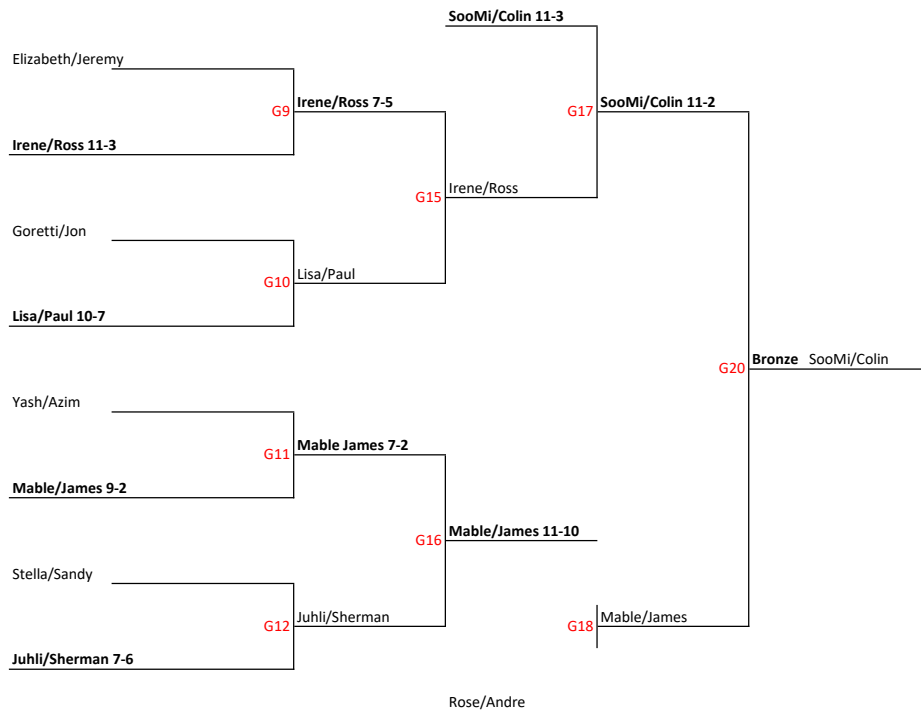 SooMi/Colin 11-3
Elizabeth/Jeremy
G9 Irene/Ross 7-5
G17 SooMi/Colin 11-2
Irene/Ross 11-3
G15 Irene/Ross
Goretti/Jon
G10 Lisa/Paul
Lisa/Paul 10-7
G20 Bronze SooMi/Colin
Yash/Azim
G11 Mable James 7-2
Mable/James 9-2
G16 Mable/James 11-10
Stella/Sandy
G12 Juhli/Sherman
G18 Mable/James
Juhli/Sherman 7-6
Rose/Andre